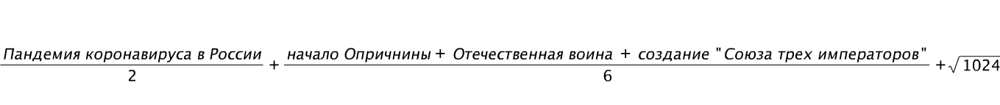 Пандемия коронавируса в России / 2 + начало Опричнины + Отечественная воина + создание "Союза трех императоров" / 6 + √1024